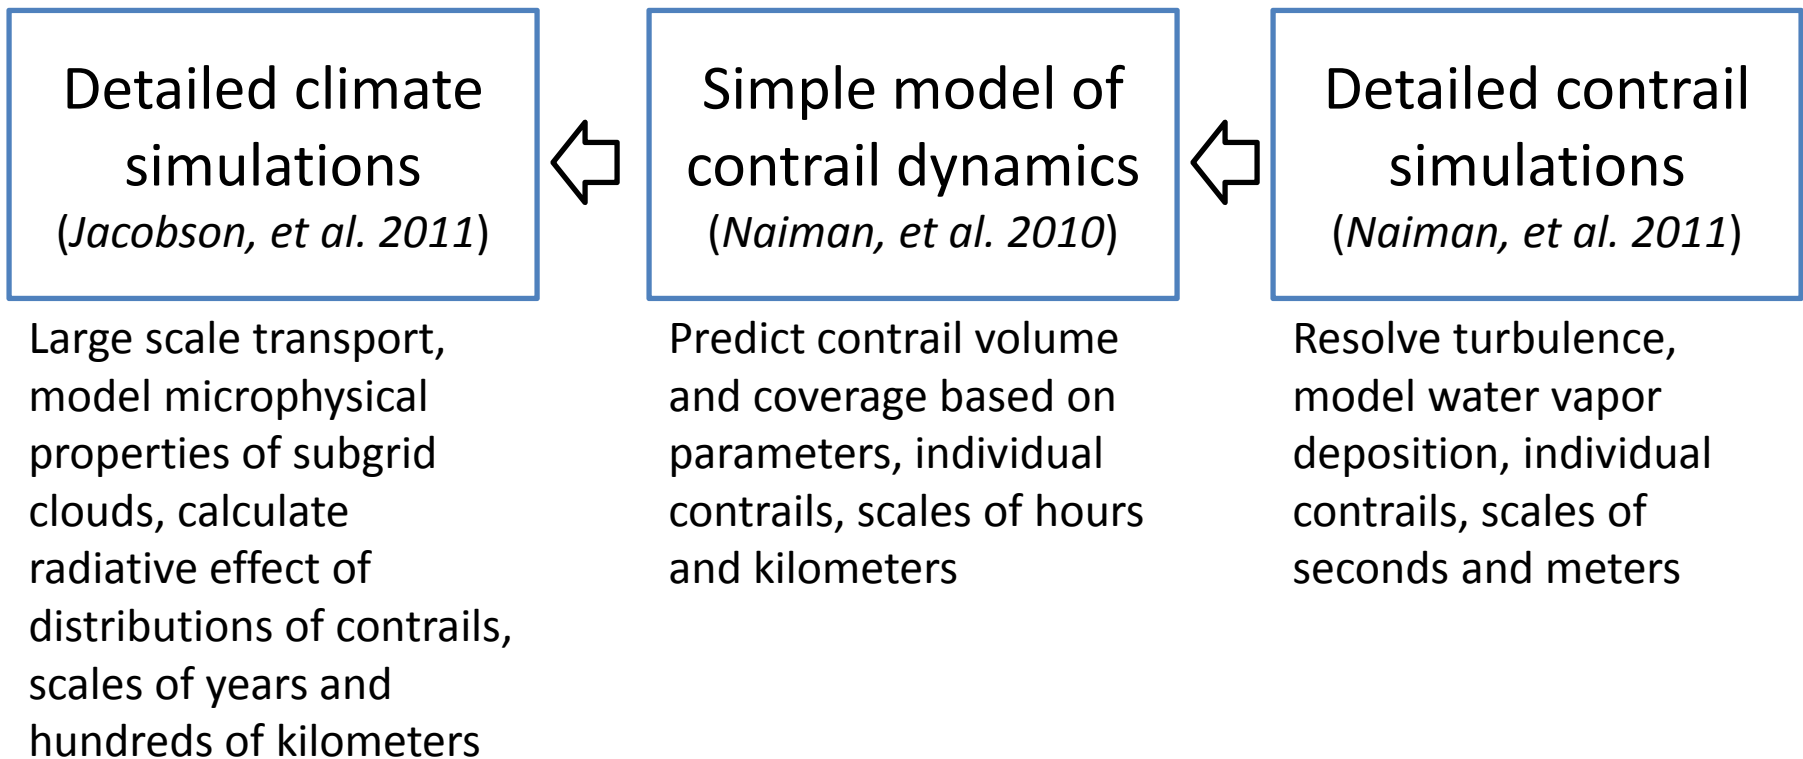 Detailed climate
simulations
(Jacobson, et al. 2011)
Large scale transport,
model microphysical
properties of subgrid
clouds, calculate
radiative effect of
distributions of contrails,
scales of years and
hundreds of kilometers
Simple model of
contrail dynamics
(Naiman, et al. 2010)
Predict contrail volume
and coverage based on
parameters, individual
contrails, scales of hours
and kilometers
Detailed contrail
simulations
(Naiman, et al. 2011)
Resolve turbulence,
model water vapor
deposition, individual
contrails, scales of
seconds and meters